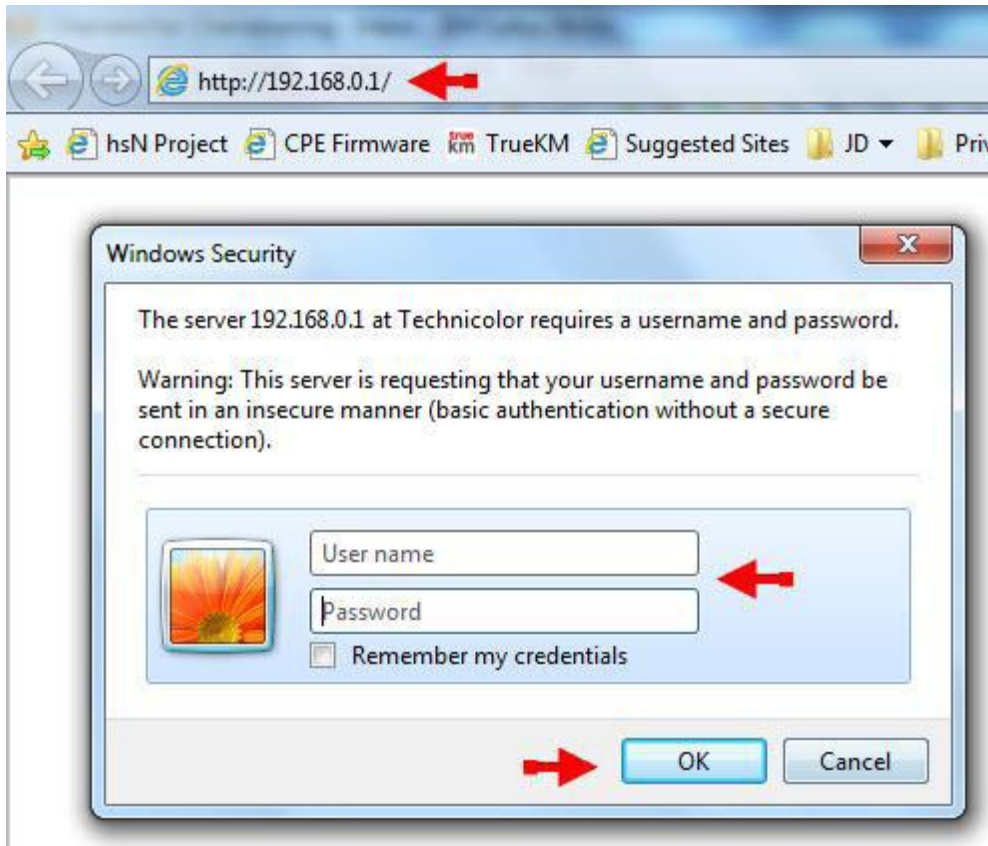 http://192.168.0.1/
hsN Project CPE Firmware true km TrueKM Suggested Sites JD Priv
Windows Security
The server 192.168.0.1 at Technicolor requires a username and password.
Warning: This server is requesting that your username and password be
sent in an insecure manner (basic authentication without a secure
connection).
User name
Password
Remember my credentials
OK Cancel